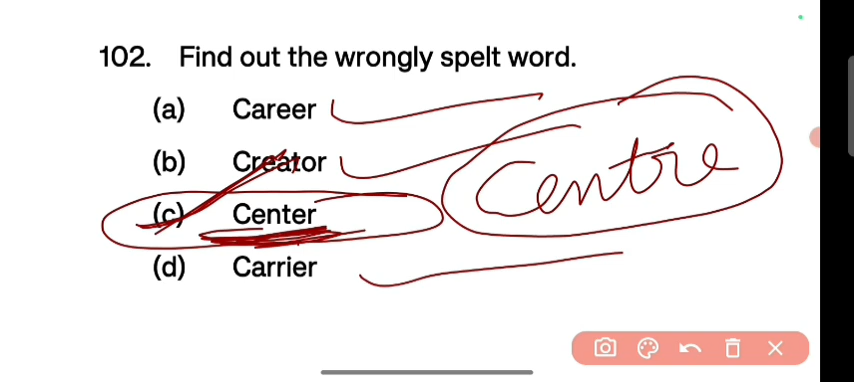 102. Find out the wrongly spelt word.
(a) Career
(b) Creator
(c) Center
Centre
(d) Carrier